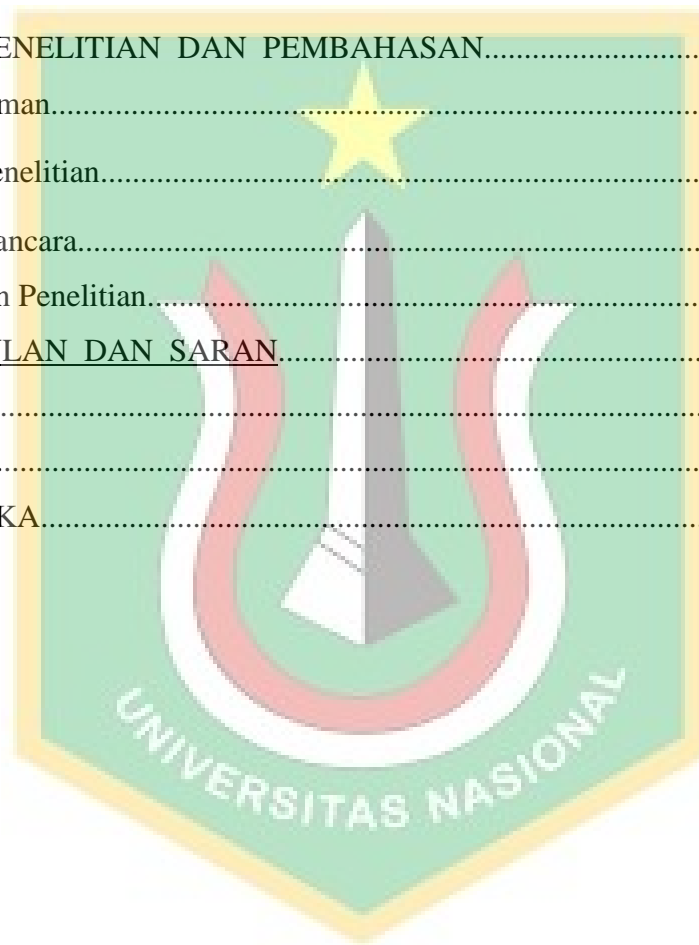 ENELITIAN DAN PEMBAHASAN........................
man........................................................................
enelitian.................................................................
ancara....................................................................
n Penelitian............................................................
LAN DAN SARAN..............................................
..............................................................................
..............................................................................
KA..........................................................................
UNIVERSITAS NASIONAL